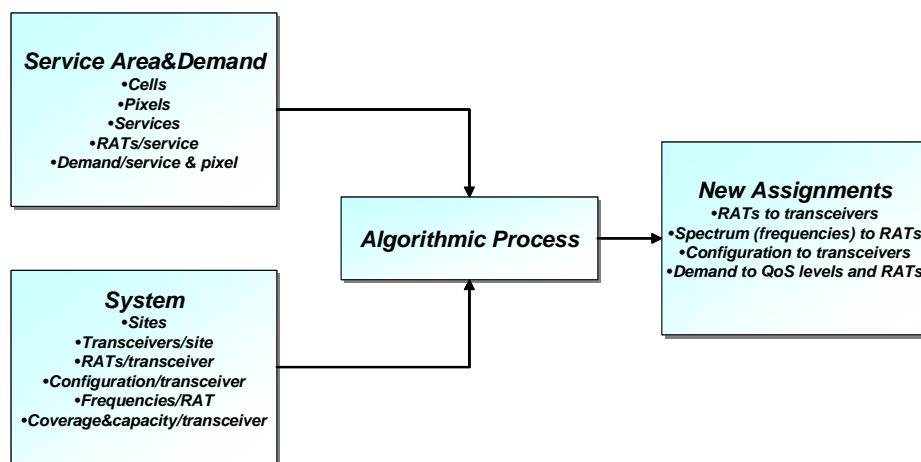 Service Area&Demand
•Cells
•Pixels
•Services
•RATs/service
•Demand/service & pixel
System
•Sites
•Transceivers/site
•RATs/transceiver
•Configuration/transceiver
•Frequencies/RAT
•Coverage&capacity/transceiver
Algorithmic Process
New Assignments
•RATs to transceivers
•Spectrum (frequencies) to RATs
•Configuration to transceivers
•Demand to QoS levels and RATs